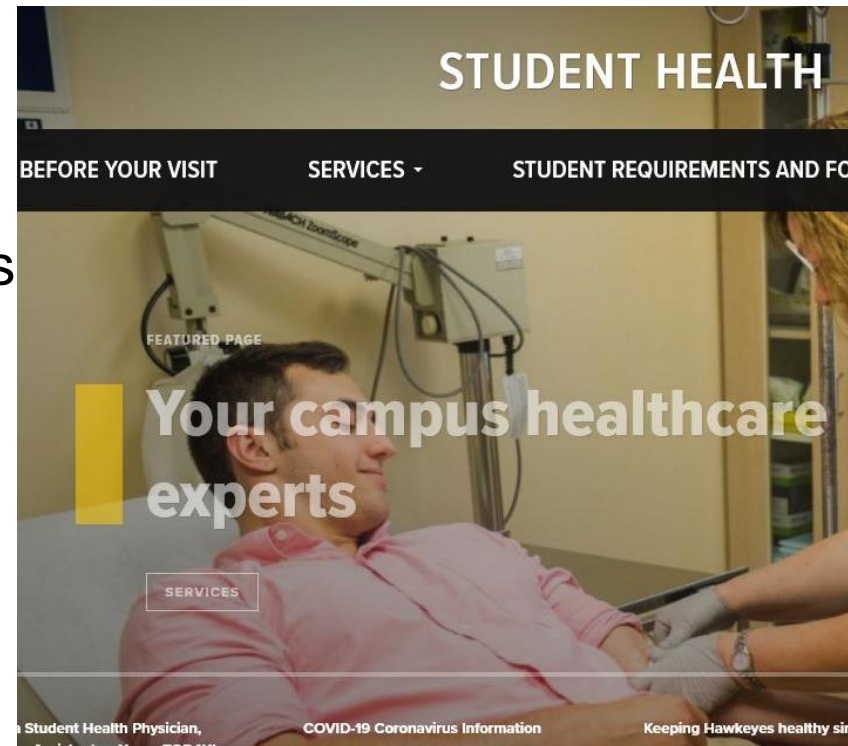 STUDENT HEALTH
BEFORE YOUR VISIT SERVICES STUDENT REQUIREMENTS AND FO
s
FEATURED PAGE
Your campus healthcare
experts
SERVICES
Student Health Physician, COVID-19 Coronavirus Information Keeping Hawkeyes healthy sin